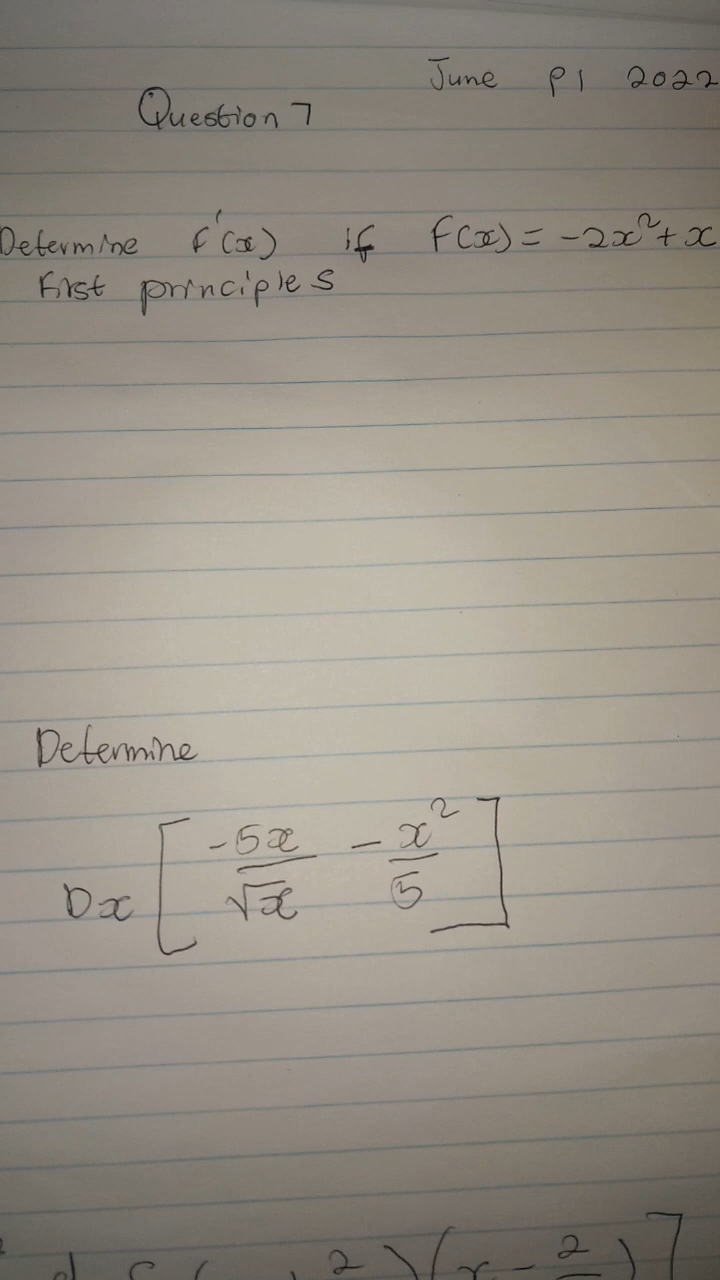 June P1 2022
Question 7
Determine f'(x) if f(x) = -2x²+x
First principles
Determine
Dx [ -5x/√x - x²/5 ]